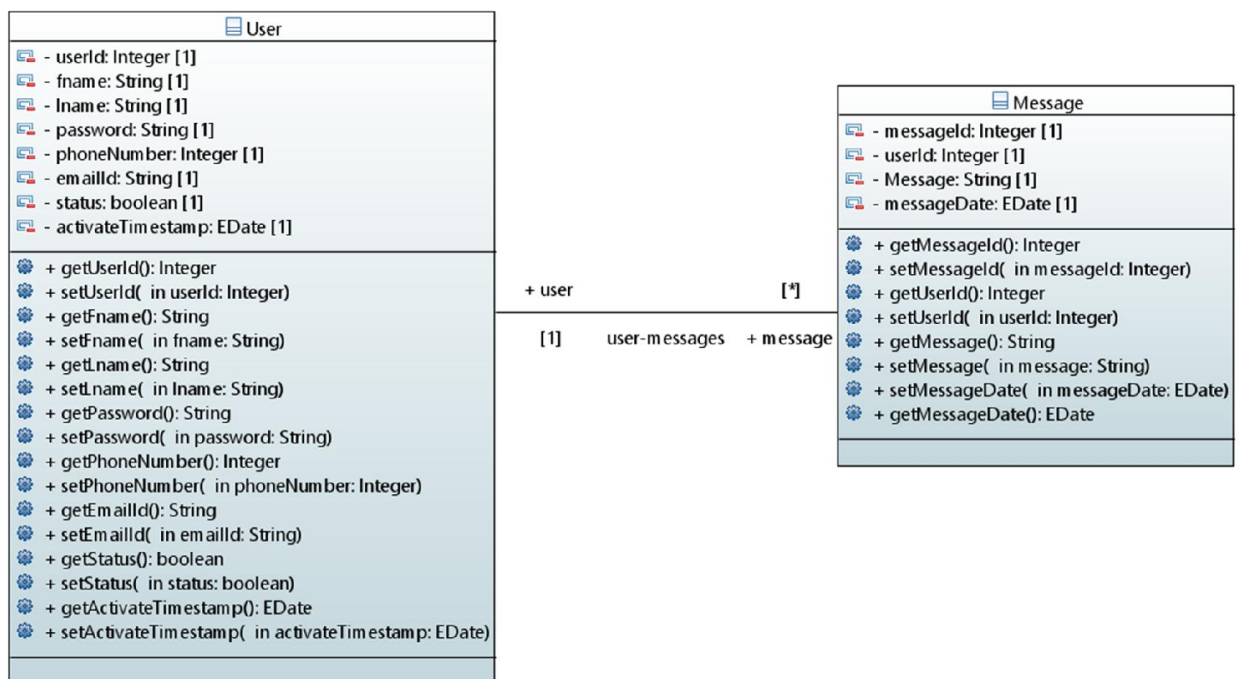 User
- userId: Integer [1]
- fname: String [1]
- lname: String [1]
- password: String [1]
- phoneNumber: Integer [1]
- emailId: String [1]
- status: boolean [1]
- activateTimestamp: EDate [1]
+ getUserId(): Integer
+ setUserId( in userId: Integer)
+ getFname(): String
+ setFname( in fname: String)
+ getLname(): String
+ setLname( in lname: String)
+ getPassword(): String
+ setPassword( in password: String)
+ getPhoneNumber(): Integer
+ setPhoneNumber( in phoneNumber: Integer)
+ getEmailId(): String
+ setEmailId( in emailId: String)
+ getStatus(): boolean
+ setStatus( in status: boolean)
+ getActivateTimestamp(): EDate
+ setActivateTimestamp( in activateTimestamp: EDate)
+ user [*]
[1] user-messages + message
Message
- messageId: Integer [1]
- userId: Integer [1]
- Message: String [1]
- messageDate: EDate [1]
+ getMessageId(): Integer
+ setMessageId( in messageId: Integer)
+ getUserId(): Integer
+ setUserId( in userId: Integer)
+ getMessage(): String
+ setMessage( in message: String)
+ setMessageDate( in messageDate: EDate)
+ getMessageDate(): EDate